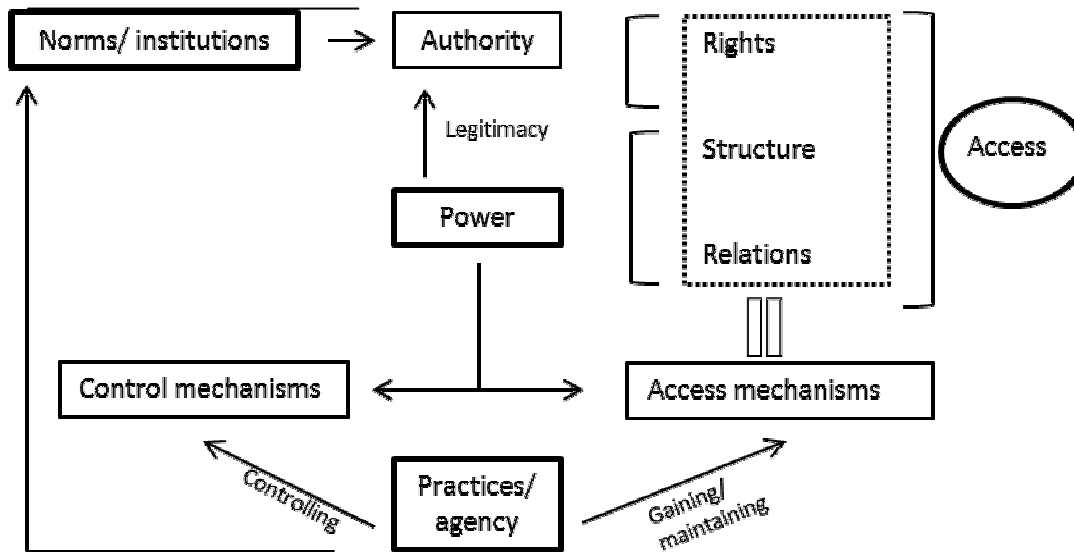 Norms/ institutions
Authority
Rights
Legitimacy
Structure
Access
Power
Relations
Control mechanisms
Access mechanisms
Controlling
Practices/
agency
Gaining/
maintaining